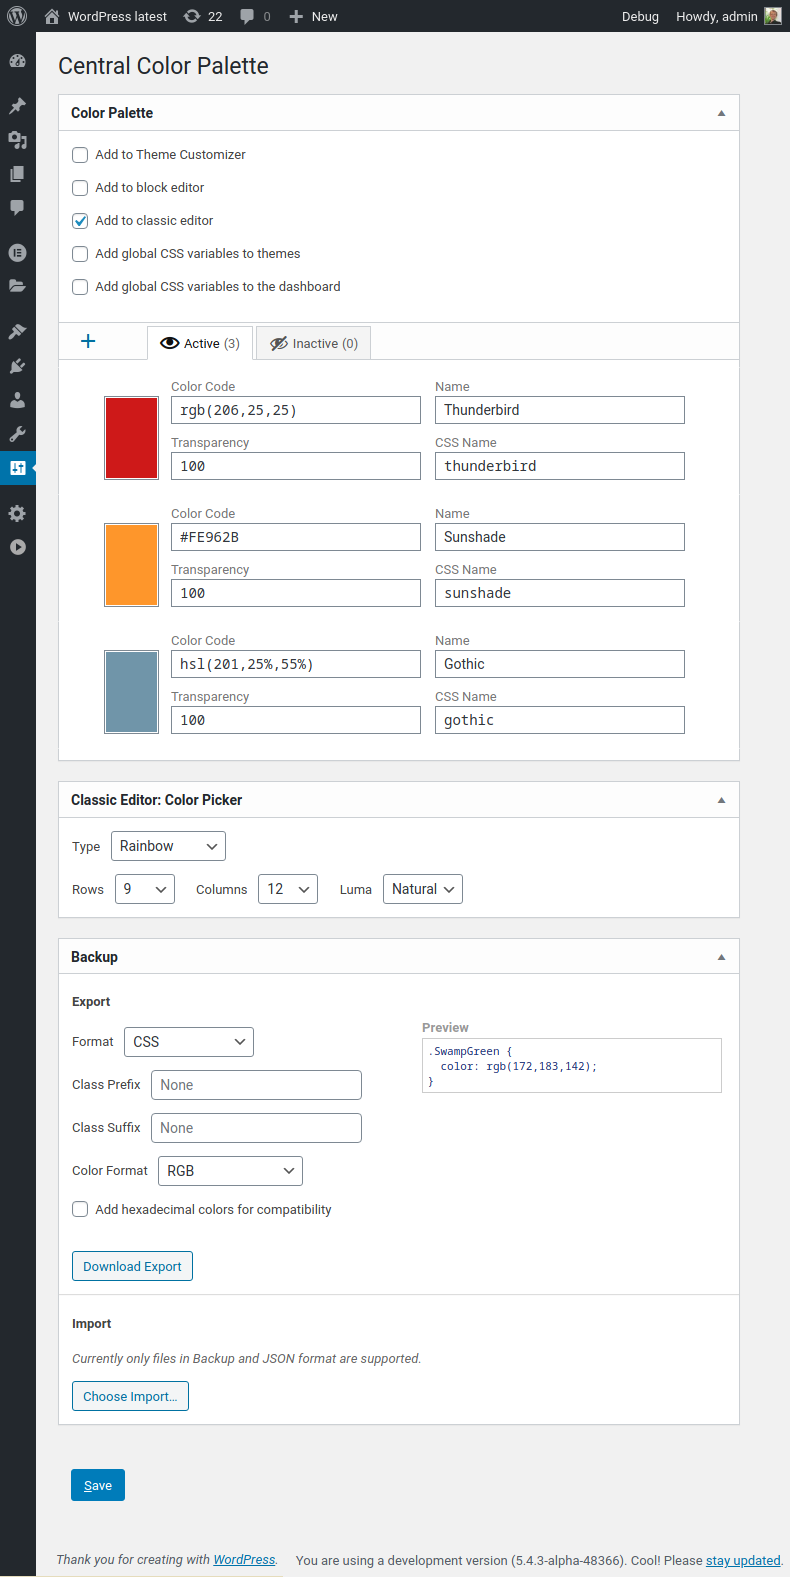 WordPress latest 22 0 New Debug Howdy, admin
Central Color Palette
Color Palette
Add to Theme Customizer
Add to block editor
Add to classic editor
Add global CSS variables to themes
Add global CSS variables to the dashboard
Active (3) Inactive (0)
Color Code Name
rgb(206,25,25) Thunderbird
Transparency CSS Name
100 thunderbird
Color Code Name
#FE962B Sunshade
Transparency CSS Name
100 sunshade
Color Code Name
hsl(201,25%,55%) Gothic
Transparency CSS Name
100 gothic
Classic Editor: Color Picker
Type Rainbow
Rows 9 Columns 12 Luma Natural
Backup
Export
Preview
Format CSS
.SwampGreen {
color: rgb(172,183,142);
}
Class Prefix None
Class Suffix None
Color Format RGB
Add hexadecimal colors for compatibility
Download Export
Import
Currently only files in Backup and JSON format are supported.
Choose Import...
Save
Thank you for creating with WordPress. You are using a development version (5.4.3-alpha-48366). Cool! Please stay updated.